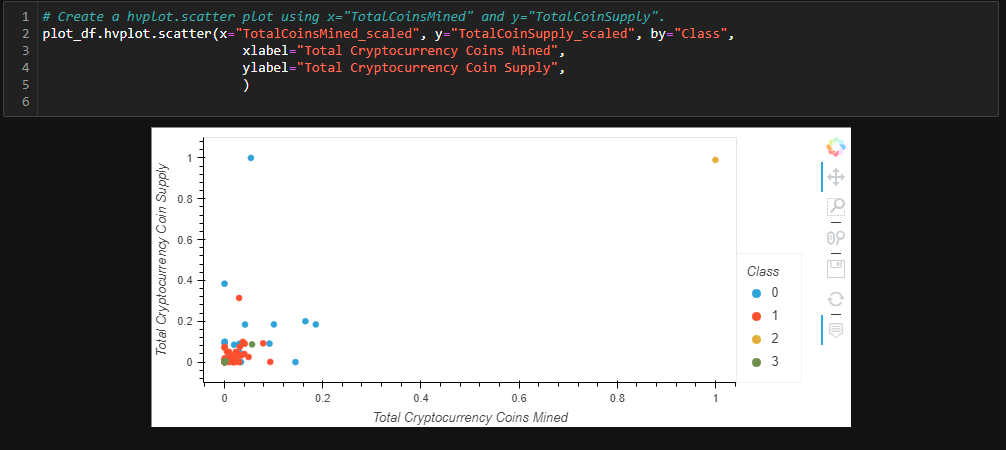 1 # Create a hvplot.scatter plot using x="TotalCoinsMined" and y="TotalCoinSupply".
2 plot_df.hvplot.scatter(x="TotalCoinsMined_scaled", y="TotalCoinSupply_scaled", by="Class",
3 xlabel="Total Cryptocurrency Coins Mined",
4 ylabel="Total Cryptocurrency Coin Supply",
5 )
6
Total Cryptocurrency Coin Supply
1
0.8
0.6
0.4
0.2
0
0 0.2 0.4 0.6 0.8 1
Total Cryptocurrency Coins Mined
Class
0
1
2
3